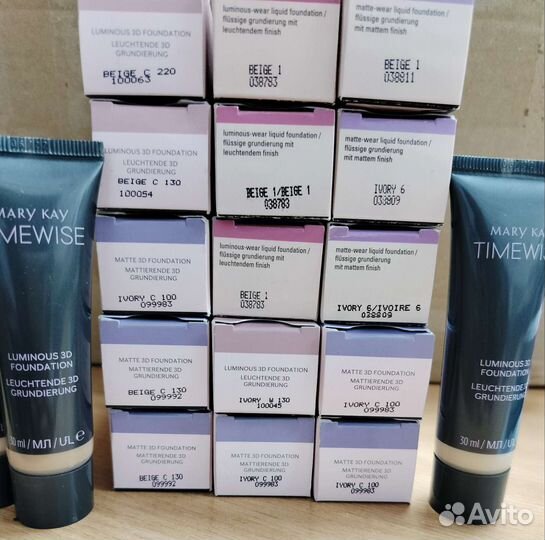 LUMINOUS 3D FOUNDATION
LEUCHTENDE 3D
GRUNDIERUNG
BEIGE C 220
100063
luminous-wear liquid foundation /
flüssige grundierung mit
leuchtendem finish
BEIGE 1
038783
matte-wear liquid foundation /
flüssige grundierung
mit mattem finish
BEIGE 1
038811
LUMINOUS 3D FOUNDATION
LEUCHTENDE 3D
GRUNDIERUNG
BEIGE C 130
100054
luminous-wear liquid foundation /
flüssige grundierung mit
leuchtendem finish
BEIGE 1/BEIGE 1
038783
matte-wear liquid foundation /
flüssige grundierung
mit mattem finish
IVORY 6
038809
MATTE 3D FOUNDATION
MATTIERENDE 3D
GRUNDIERUNG
IVORY C 100
099983
luminous-wear liquid foundation /
flüssige grundierung mit
leuchtendem finish
BEIGE 1
038783
matte-wear liquid foundation /
flüssige grundierung
mit mattem finish
IVORY 6/IVOIRE 6
038809
MATTE 3D FOUNDATION
MATTIERENDE 3D
GRUNDIERUNG
BEIGE C 130
099992
LUMINOUS 3D FOUNDATION
LEUCHTENDE 3D
GRUNDIERUNG
IVORY W 130
100045
MATTE 3D FOUNDATION
MATTIERENDE 3D
GRUNDIERUNG
IVORY C 100
099983
MATTE 3D FOUNDATION
MATTIERENDE 3D
GRUNDIERUNG
BEIGE C 130
099992
MATTE 3D FOUNDATION
MATTIERENDE 3D
GRUNDIERUNG
IVORY C 100
099983
MATTE 3D FOUNDATION
MATTIERENDE 3D
GRUNDIERUNG
IVORY C 100
099983
MARY KAY
TIMEWISE
LUMINOUS 3D
FOUNDATION
LEUCHTENDE 3D
GRUNDIERUNG
30 ml / МЛ / U.L. e
MARY KAY
TIMEWISE
LUMINOUS 3D
FOUNDATION
LEUCHTENDE 3D
GRUNDIERUNG
30 ml / МЛ / U.L.
Avito